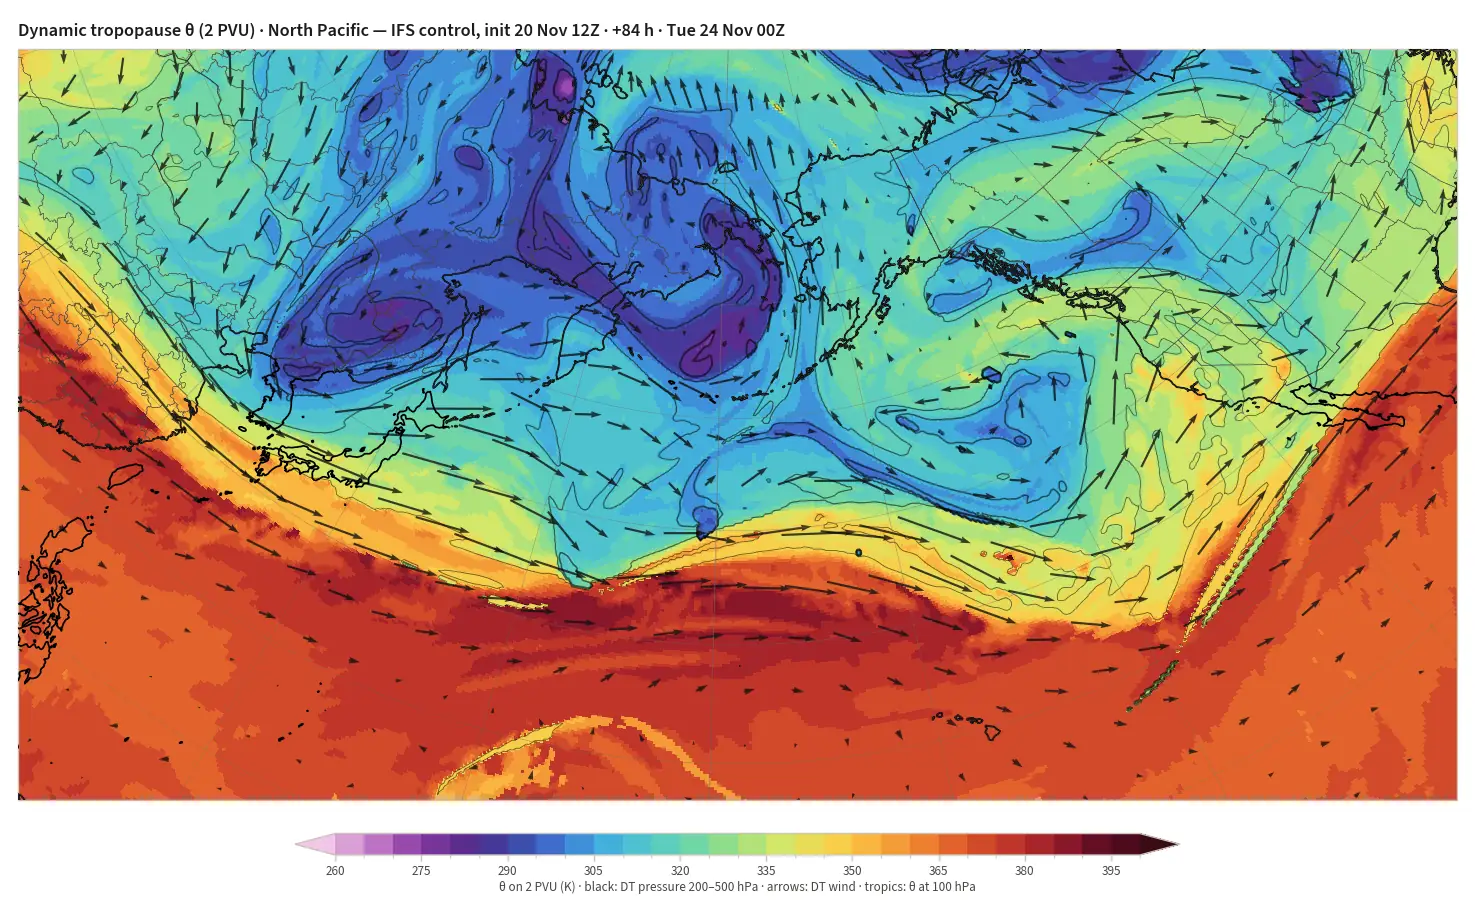 Dynamic tropopause θ (2 PVU) · North Pacific — IFS control, init 20 Nov 12Z · +84 h · Tue 24 Nov 00Z
260 275 290 305 320 335 350 365 380 395
θ on 2 PVU (K) · black: DT pressure 200–500 hPa · arrows: DT wind · tropics: θ at 100 hPa